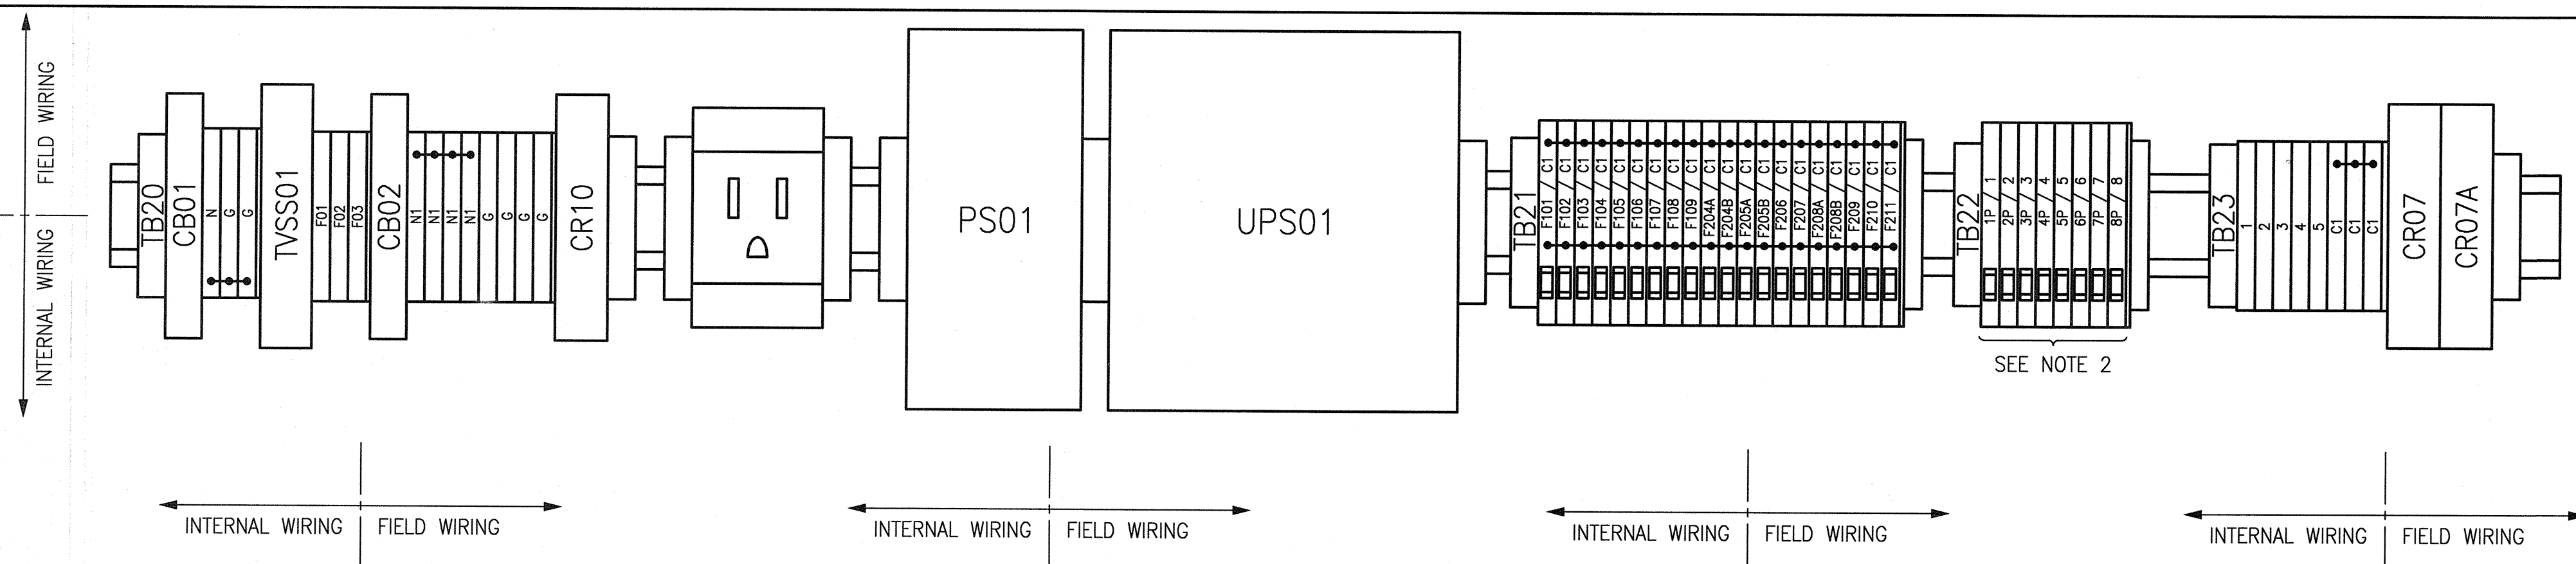 FIELD WIRING
INTERNAL WIRING
TB20
CB01
N
G
G
TVSS01
F01
F02
F03
CB02
N1
N1
N1
N1
G
G
G
G
CR10
PS01
UPS01
TB21
F101 / C1
F102 / C1
F103 / C1
F104 / C1
F105 / C1
F106 / C1
F107 / C1
F108 / C1
F109 / C1
F204A / C1
F204B / C1
F205A / C1
F205B / C1
F206 / C1
F207 / C1
F208A / C1
F208B / C1
F209 / C1
F210 / C1
F211 / C1
TB22
1P / 1
2P / 2
3P / 3
4P / 4
5P / 5
6P / 6
7P / 7
8P / 8
SEE NOTE 2
TB23
1
2
3
4
5
C1
C1
C1
CR07
CR07A
INTERNAL WIRING FIELD WIRING
INTERNAL WIRING FIELD WIRING
INTERNAL WIRING FIELD WIRING
INTERNAL WIRING FIELD WIRING